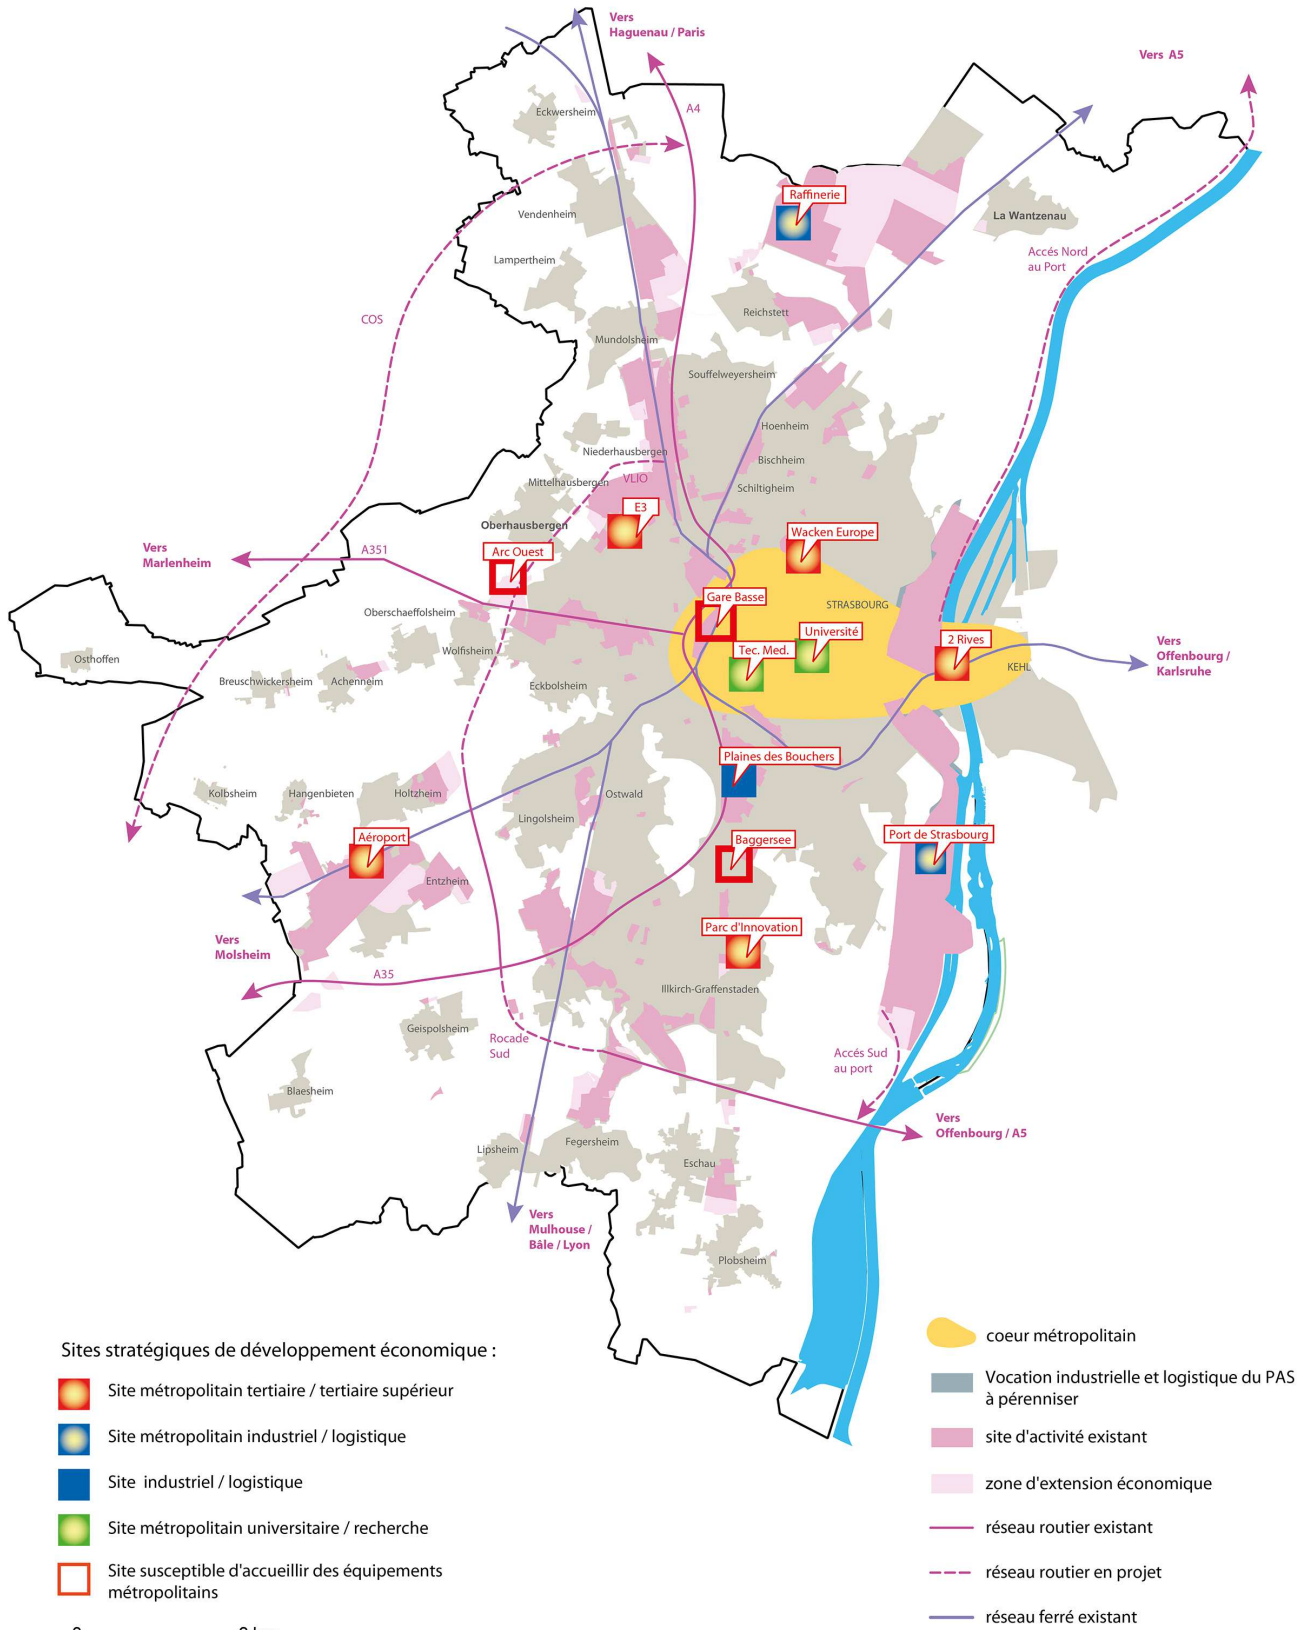 Vers
Haguenau / Paris
Vers A5
A4
Eckwersheim
Raffinerie
Vendenheim
La Wantzenau
Accés Nord
au Port
Lampertheim
COS
Reichstett
Mundolsheim
Souffelweyersheim
Hoenheim
Niederhausbergen
Bischheim
Mittelhausbergen
VLIO
Schiltigheim
E3
Oberhausbergen
Wacken Europe
Vers
Marlenheim
A351
Arc Ouest
Gare Basse
STRASBOURG
Oberschaeffolsheim
Université
2 Rives
Vers
Offenbourg /
Karlsruhe
Osthoffen
Wolfisheim
Tec. Med.
KEHL
Breuschwickersheim
Achenheim
Eckbolsheim
Plaines des Bouchers
Kolbsheim
Hangenbieten
Holtzheim
Ostwald
Lingolsheim
Aéroport
Baggersee
Port de Strasbourg
Entzheim
Vers
Molsheim
Parc d'Innovation
A35
Illkirch-Graffenstaden
Geispolsheim
Rocade
Sud
Accés Sud
au port
Blaesheim
Vers
Offenbourg / A5
Lipsheim
Fegersheim
Eschau
Vers
Mulhouse /
Bâle / Lyon
Plobsheim
Sites stratégiques de développement économique :
Site métropolitain tertiaire / tertiaire supérieur
Site métropolitain industriel / logistique
Site industriel / logistique
Site métropolitain universitaire / recherche
Site susceptible d'accueillir des équipements
métropolitains
coeur métropolitain
Vocation industrielle et logistique du PAS
à pérenniser
site d'activité existant
zone d'extension économique
réseau routier existant
réseau routier en projet
réseau ferré existant